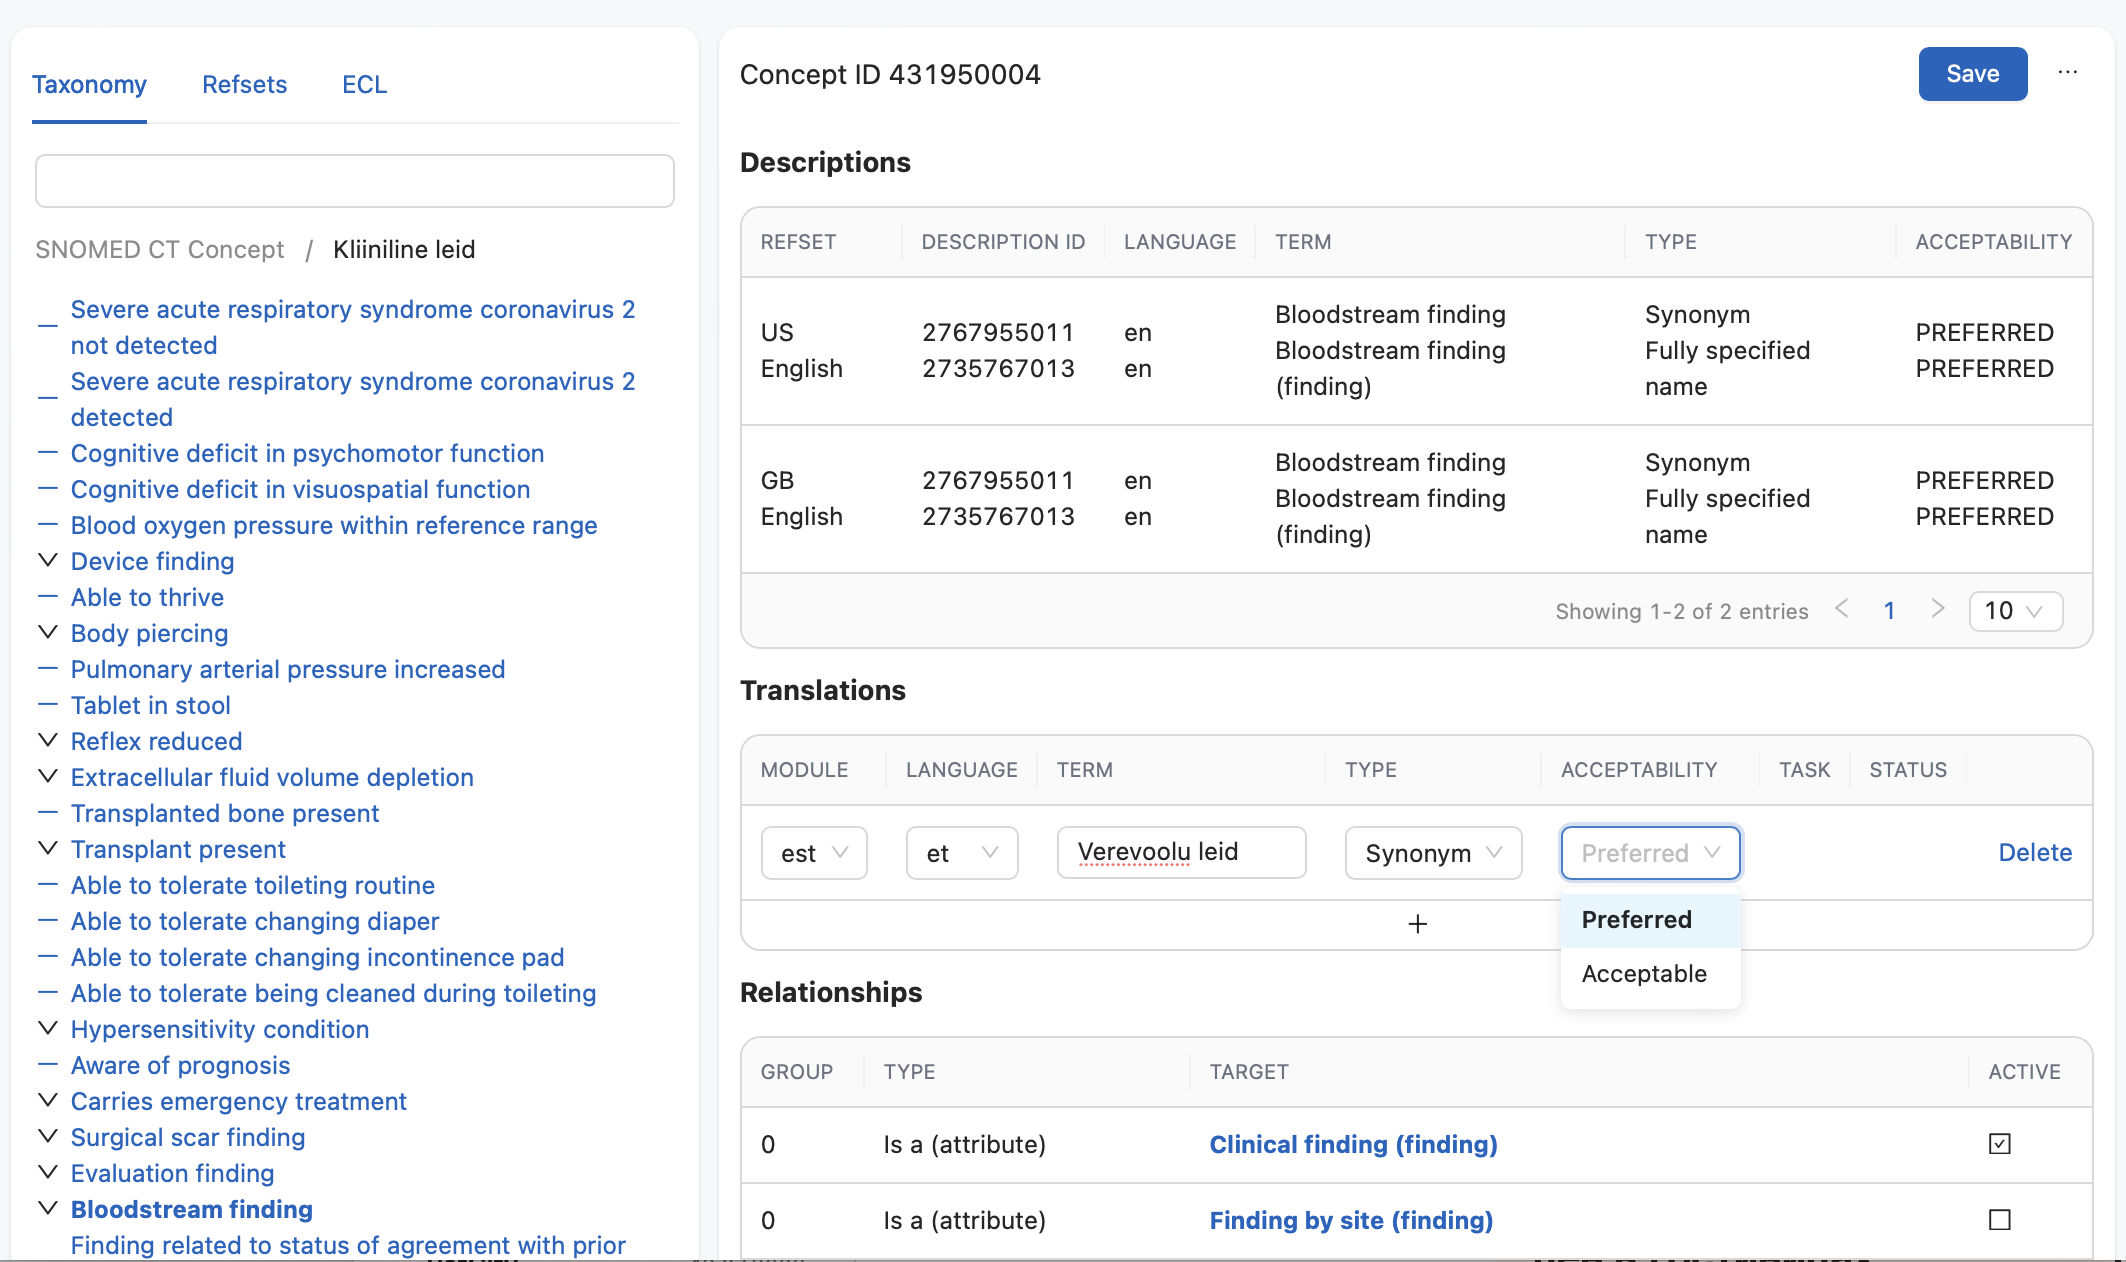 Taxonomy Refsets ECL
SNOMED CT Concept / Kliiniline leid
Severe acute respiratory syndrome coronavirus 2
not detected
Severe acute respiratory syndrome coronavirus 2
detected
Cognitive deficit in psychomotor function
Cognitive deficit in visuospatial function
Blood oxygen pressure within reference range
Device finding
Able to thrive
Body piercing
Pulmonary arterial pressure increased
Tablet in stool
Reflex reduced
Extracellular fluid volume depletion
Transplanted bone present
Transplant present
Able to tolerate toileting routine
Able to tolerate changing diaper
Able to tolerate changing incontinence pad
Able to tolerate being cleaned during toileting
Hypersensitivity condition
Aware of prognosis
Carries emergency treatment
Surgical scar finding
Evaluation finding
Bloodstream finding
Finding related to status of agreement with prior
Concept ID 431950004
Save ...
Descriptions
REFSET DESCRIPTION ID LANGUAGE TERM TYPE ACCEPTABILITY
US
English
2767955011
2735767013
en
en
Bloodstream finding
Bloodstream finding
(finding)
Synonym
Fully specified
name
PREFERRED
PREFERRED
GB
English
2767955011
2735767013
en
en
Bloodstream finding
Bloodstream finding
(finding)
Synonym
Fully specified
name
PREFERRED
PREFERRED
Showing 1-2 of 2 entries < 1 > 10
Translations
MODULE LANGUAGE TERM TYPE ACCEPTABILITY TASK STATUS
est et Verevoolu leid Synonym Preferred Delete
+
Preferred
Acceptable
Relationships
GROUP TYPE TARGET ACTIVE
0 Is a (attribute) Clinical finding (finding)
0 Is a (attribute) Finding by site (finding)